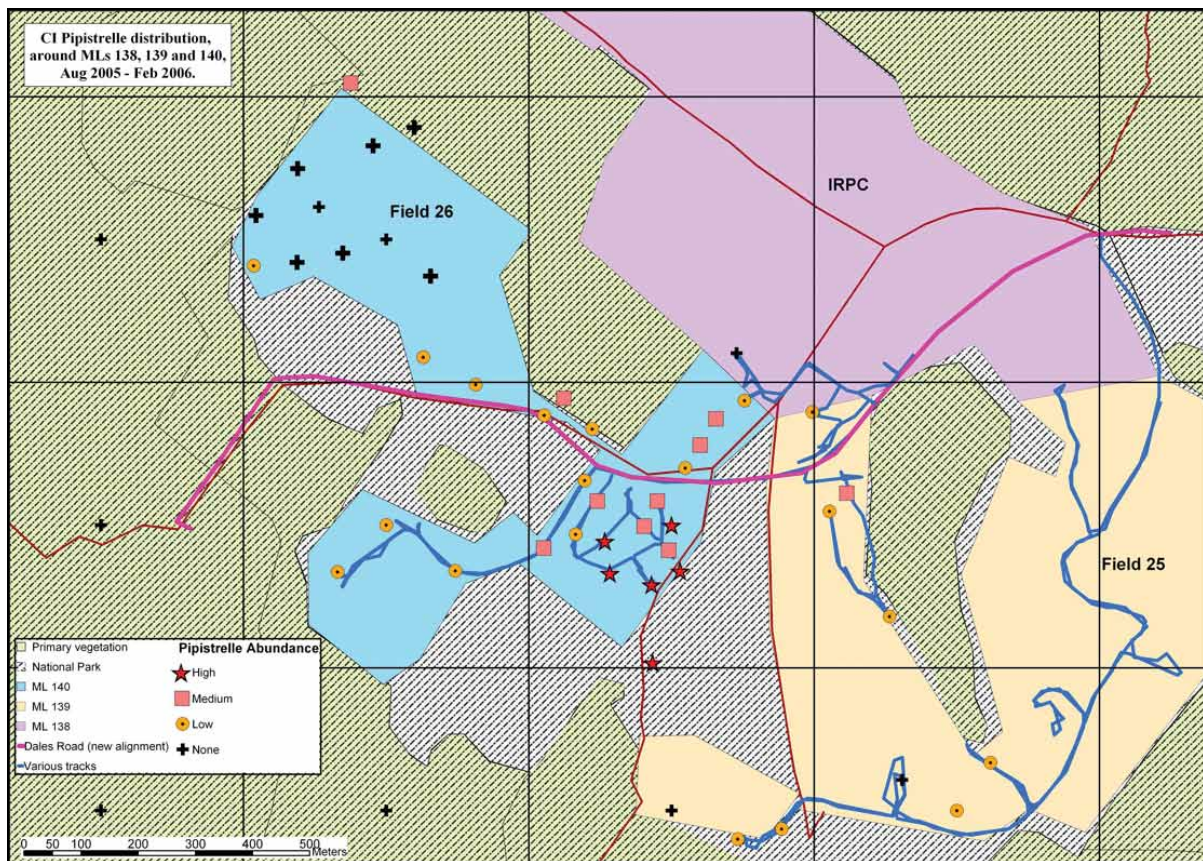 CI Pipistrelle distribution,
around MLs 138, 139 and 140,
Aug 2005 - Feb 2006.
IRPC
Field 26
Field 25
Primary vegetation
National Park
ML 140
ML 139
ML 138
Dales Road (new alignment)
Various tracks
Pipistrelle Abundance
High
Medium
Low
None
0 50 100 200 300 400 500
Meters